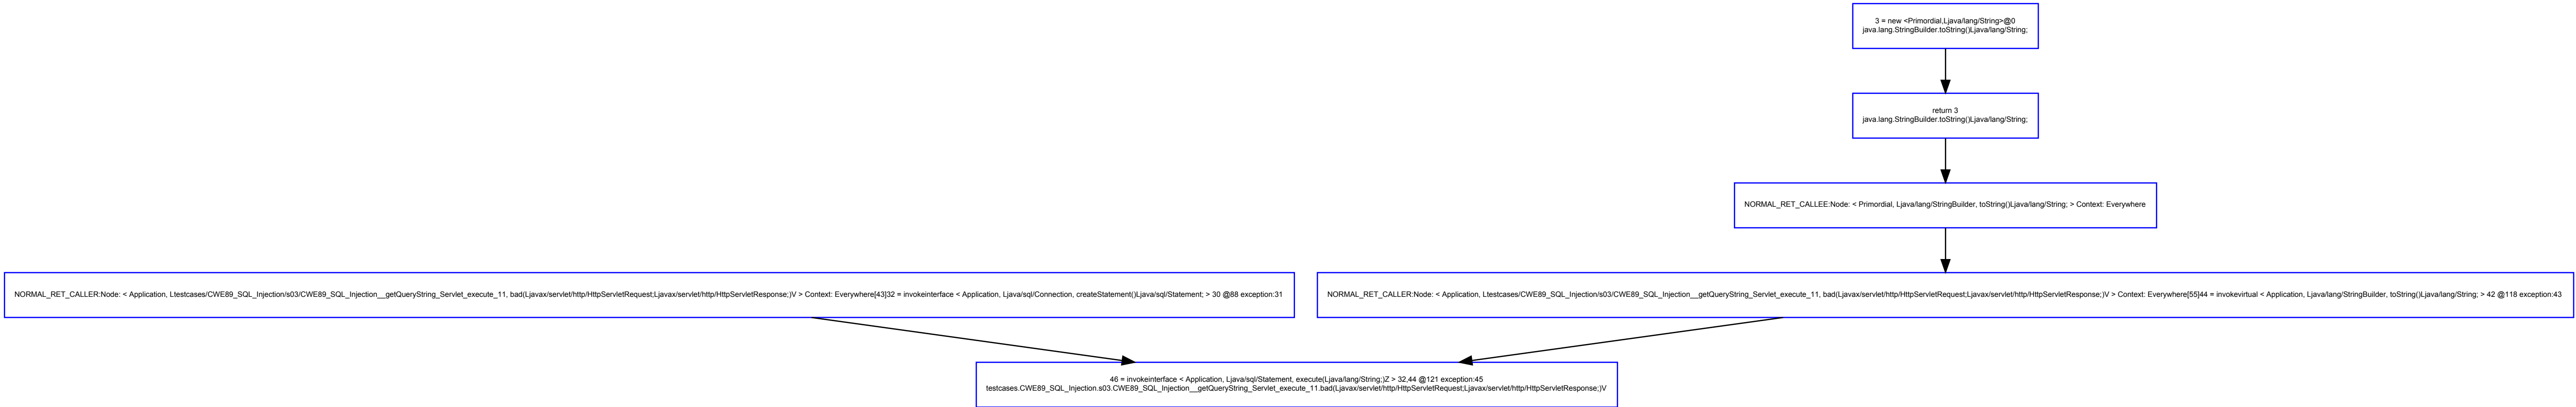 3 = new <Primordial,Ljava/lang/String>@0
java.lang.StringBuilder.toString()Ljava/lang/String;
return 3
java.lang.StringBuilder.toString()Ljava/lang/String;
NORMAL_RET_CALLEE:Node: < Primordial, Ljava/lang/StringBuilder, toString()Ljava/lang/String; > Context: Everywhere
NORMAL_RET_CALLER:Node: < Application, Ltestcases/CWE89_SQL_Injection/s03/CWE89_SQL_Injection__getQueryString_Servlet_execute_11, bad(Ljavax/servlet/http/HttpServletRequest;Ljavax/servlet/http/HttpServletResponse;)V > Context: Everywhere[43]32 = invokeinterface < Application, Ljava/sql/Connection, createStatement()Ljava/sql/Statement; > 30 @88 exception:31
NORMAL_RET_CALLER:Node: < Application, Ltestcases/CWE89_SQL_Injection/s03/CWE89_SQL_Injection__getQueryString_Servlet_execute_11, bad(Ljavax/servlet/http/HttpServletRequest;Ljavax/servlet/http/HttpServletResponse;)V > Context: Everywhere[55]44 = invokevirtual < Application, Ljava/lang/StringBuilder, toString()Ljava/lang/String; > 42 @118 exception:43
46 = invokeinterface < Application, Ljava/sql/Statement, execute(Ljava/lang/String;)Z > 32,44 @121 exception:45
testcases.CWE89_SQL_Injection.s03.CWE89_SQL_Injection__getQueryString_Servlet_execute_11.bad(Ljavax/servlet/http/HttpServletRequest;Ljavax/servlet/http/HttpServletResponse;)V